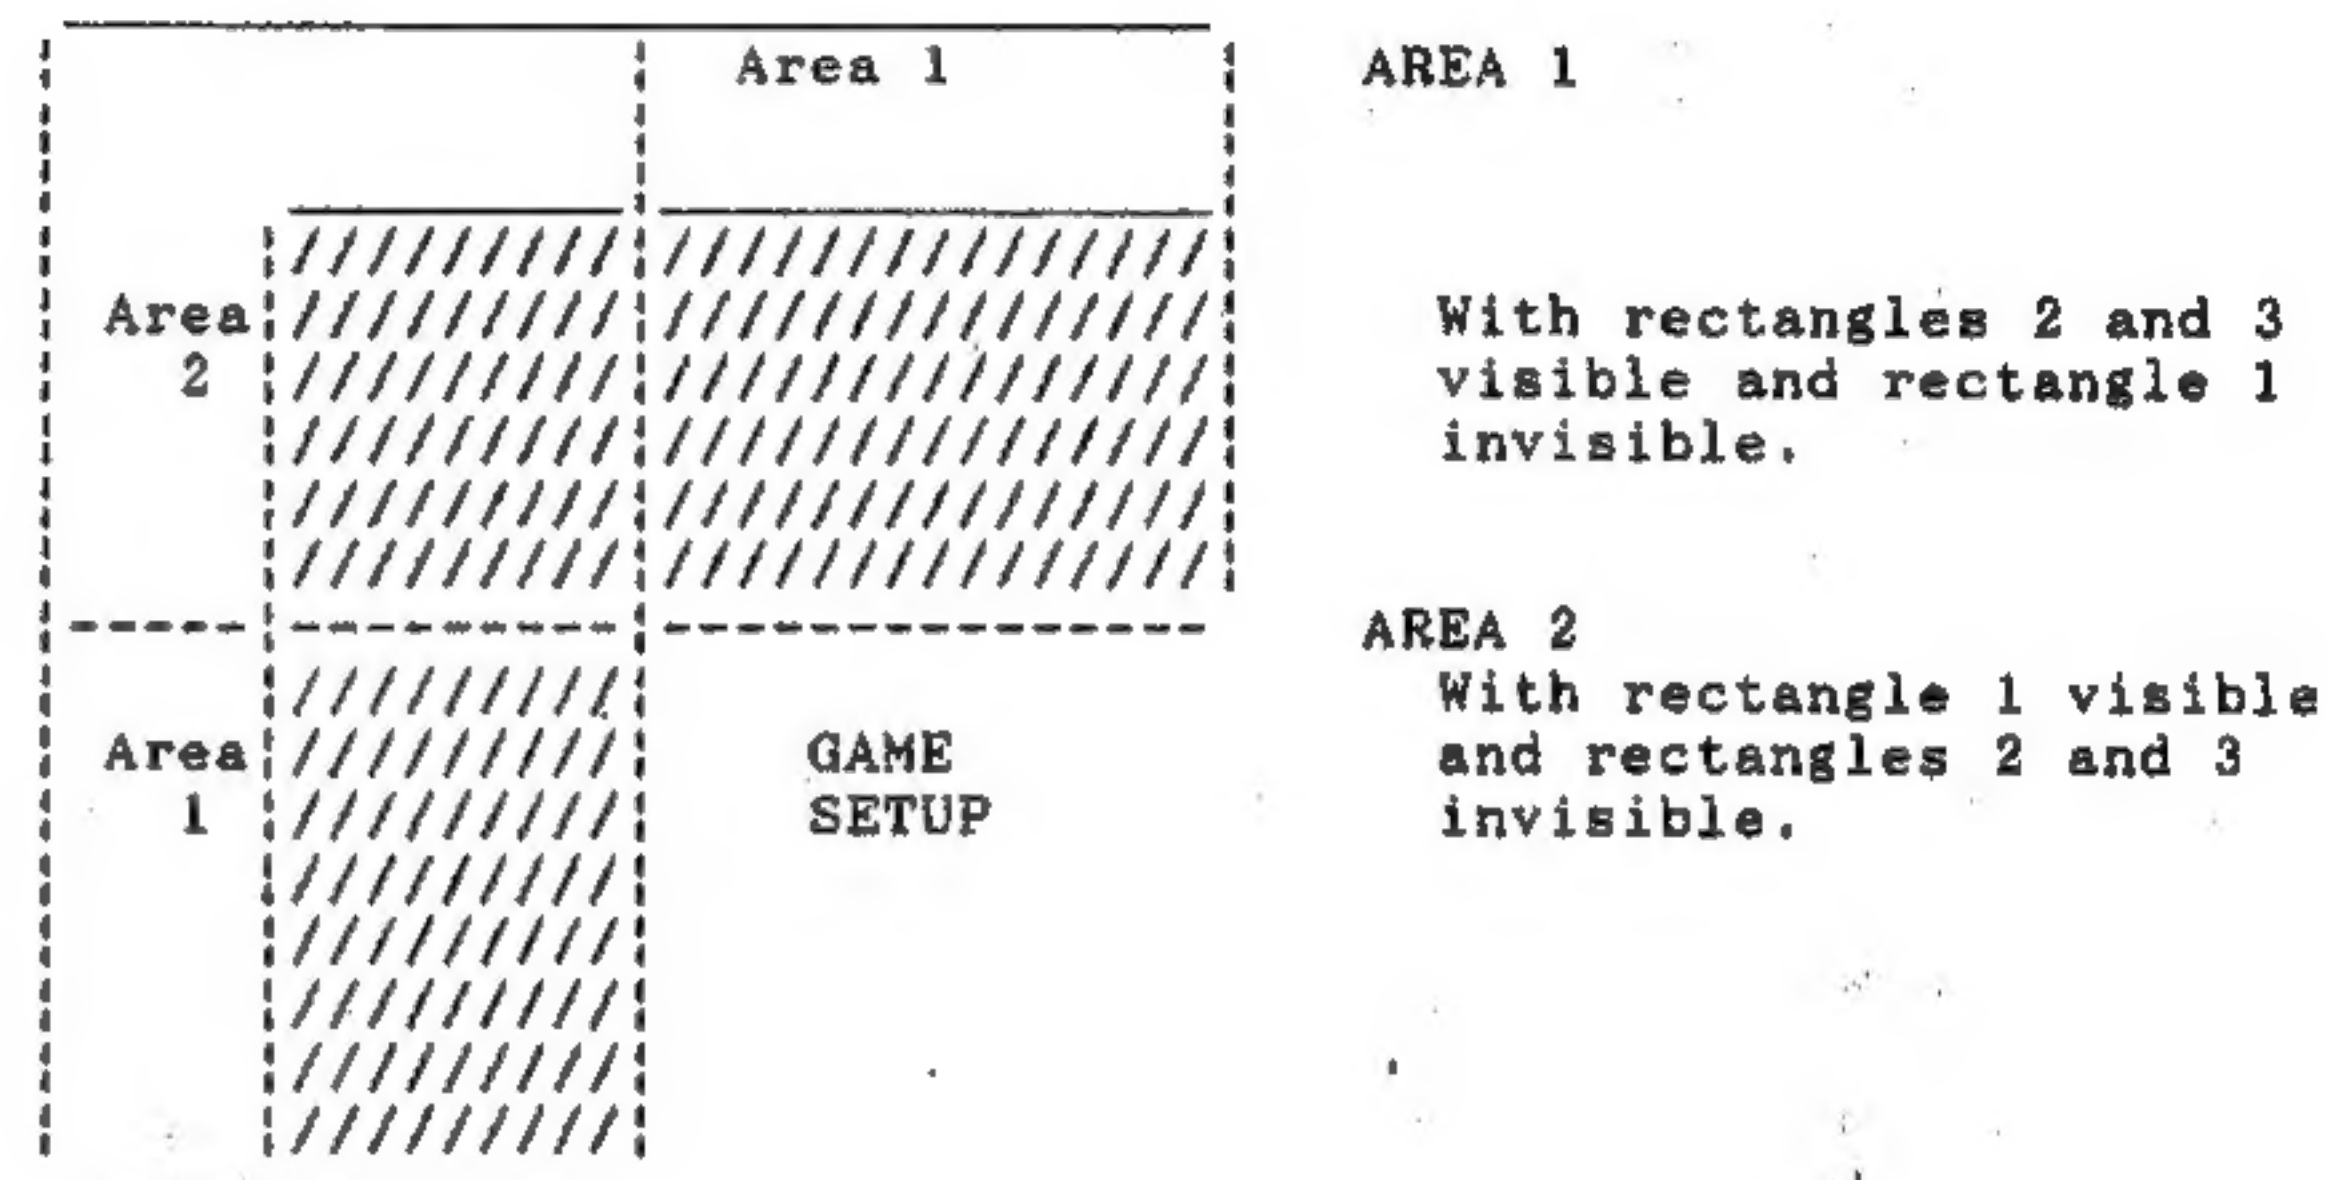 Area 1
Area
2
Area
1
GAME
SETUP
AREA 1
With rectangles 2 and 3
visible and rectangle 1
invisible.
AREA 2
With rectangle 1 visible
and rectangles 2 and 3
invisible.